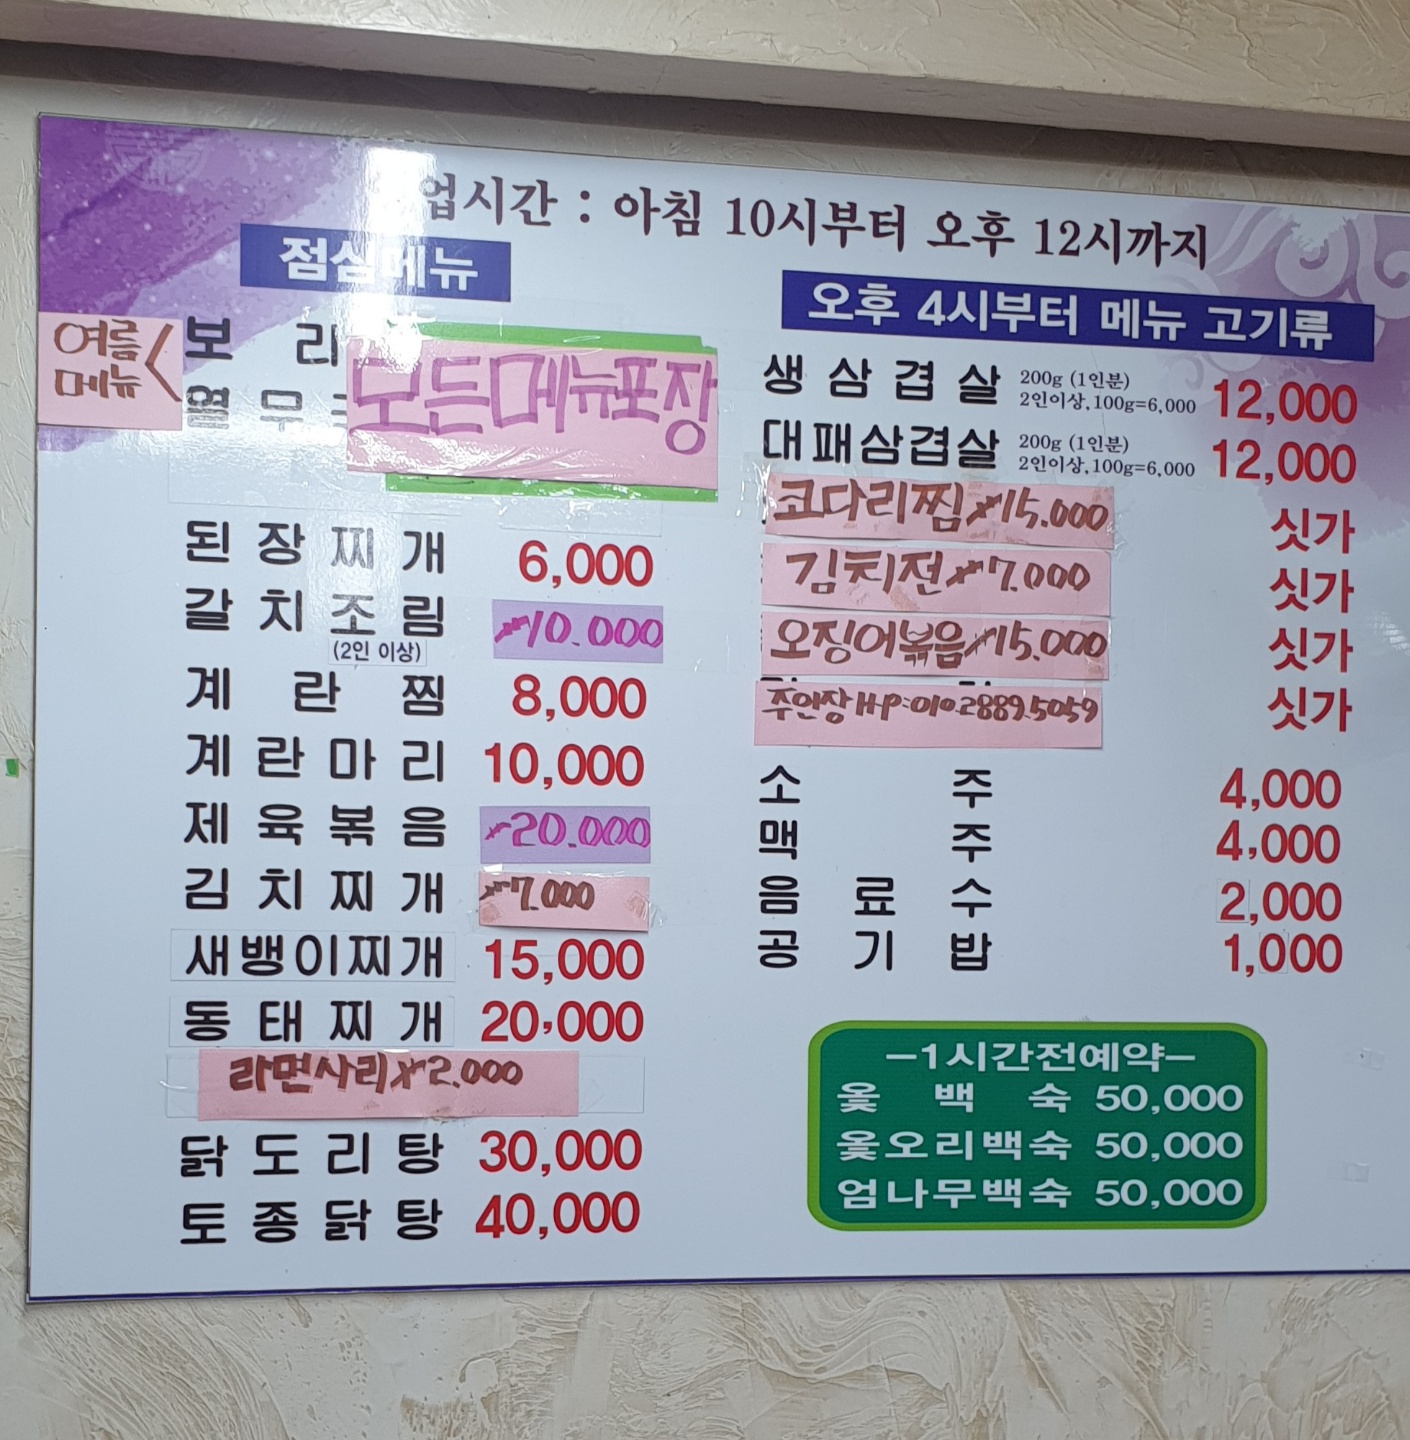 업시간 : 아침 10시부터 오후 12시까지
점심메뉴
여름
메뉴
보 리
열 무
모든메뉴포장
된 장 찌 개 6,000
갈 치 조 림 10.000
(2인 이상)
계 란 찜 8,000
계 란 마 리 10,000
제 육 볶 음 20.000
김 치 찌 개 7.000
새뱅이찌개 15,000
동 태 찌 개 20,000
라면사리 2.000
닭 도 리 탕 30,000
토 종 닭 탕 40,000
오후 4시부터 메뉴 고기류
생 삼 겹 살 200g (1인분) 12,000
2인이상,100g=6,000
대패삼겹살 200g (1인분) 12,000
2인이상,100g=6,000
코다리찜 15.000 싯가
김치전 7.000 싯가
오징어볶음 15.000 싯가
주인장 H·P:010.2889.5059 싯가
소 주 4,000
맥 주 4,000
음 료 수 2,000
공 기 밥 1,000
–1시간전예약–
옻 백 숙 50,000
옻오리백숙 50,000
엄나무백숙 50,000